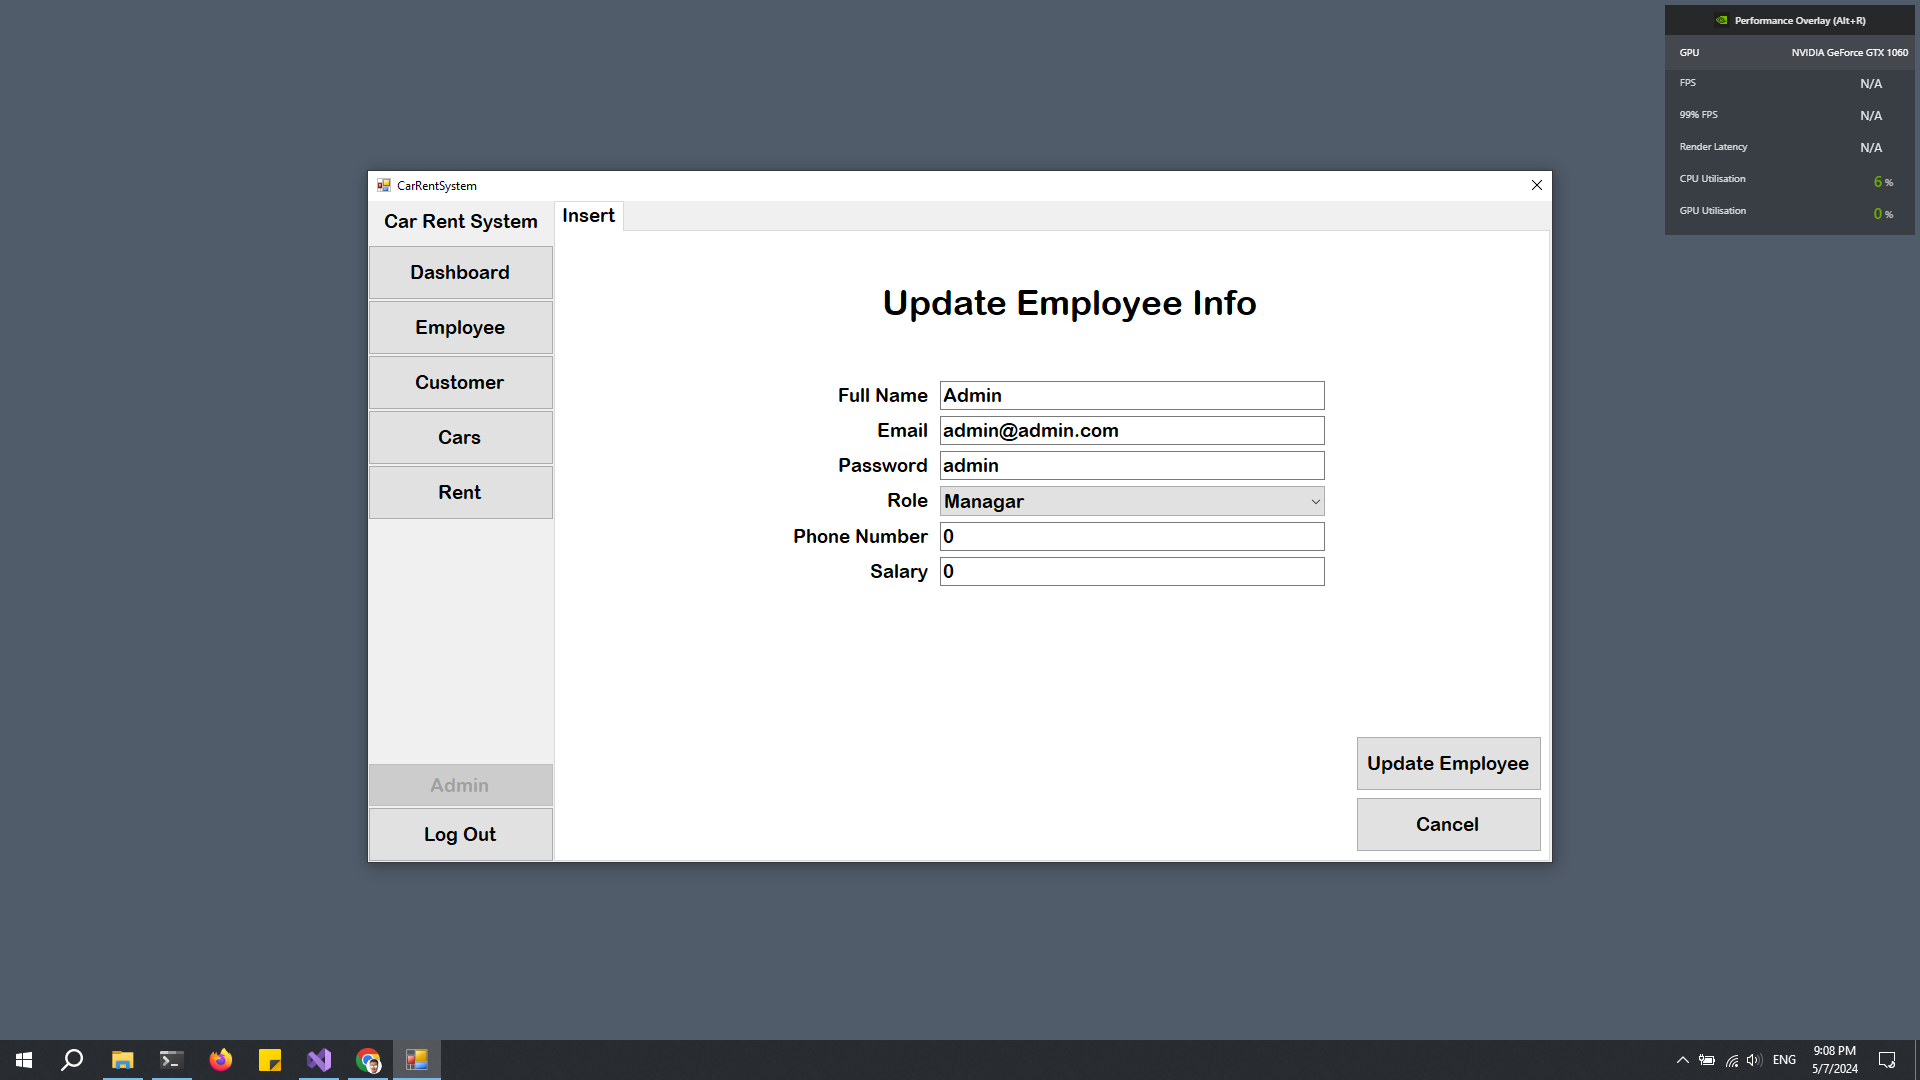 Performance Overlay (Alt+R)
GPU NVIDIA GeForce GTX 1060
FPS N/A
99% FPS N/A
Render Latency N/A
CPU Utilisation 6 %
GPU Utilisation 0 %
CarRentSystem
Car Rent System
Insert
Dashboard
Employee
Customer
Cars
Rent
Admin
Log Out
Update Employee Info
Full Name Admin
Email admin@admin.com
Password admin
Role Managar
Phone Number 0
Salary 0
Update Employee
Cancel
ENG
9:08 PM
5/7/2024